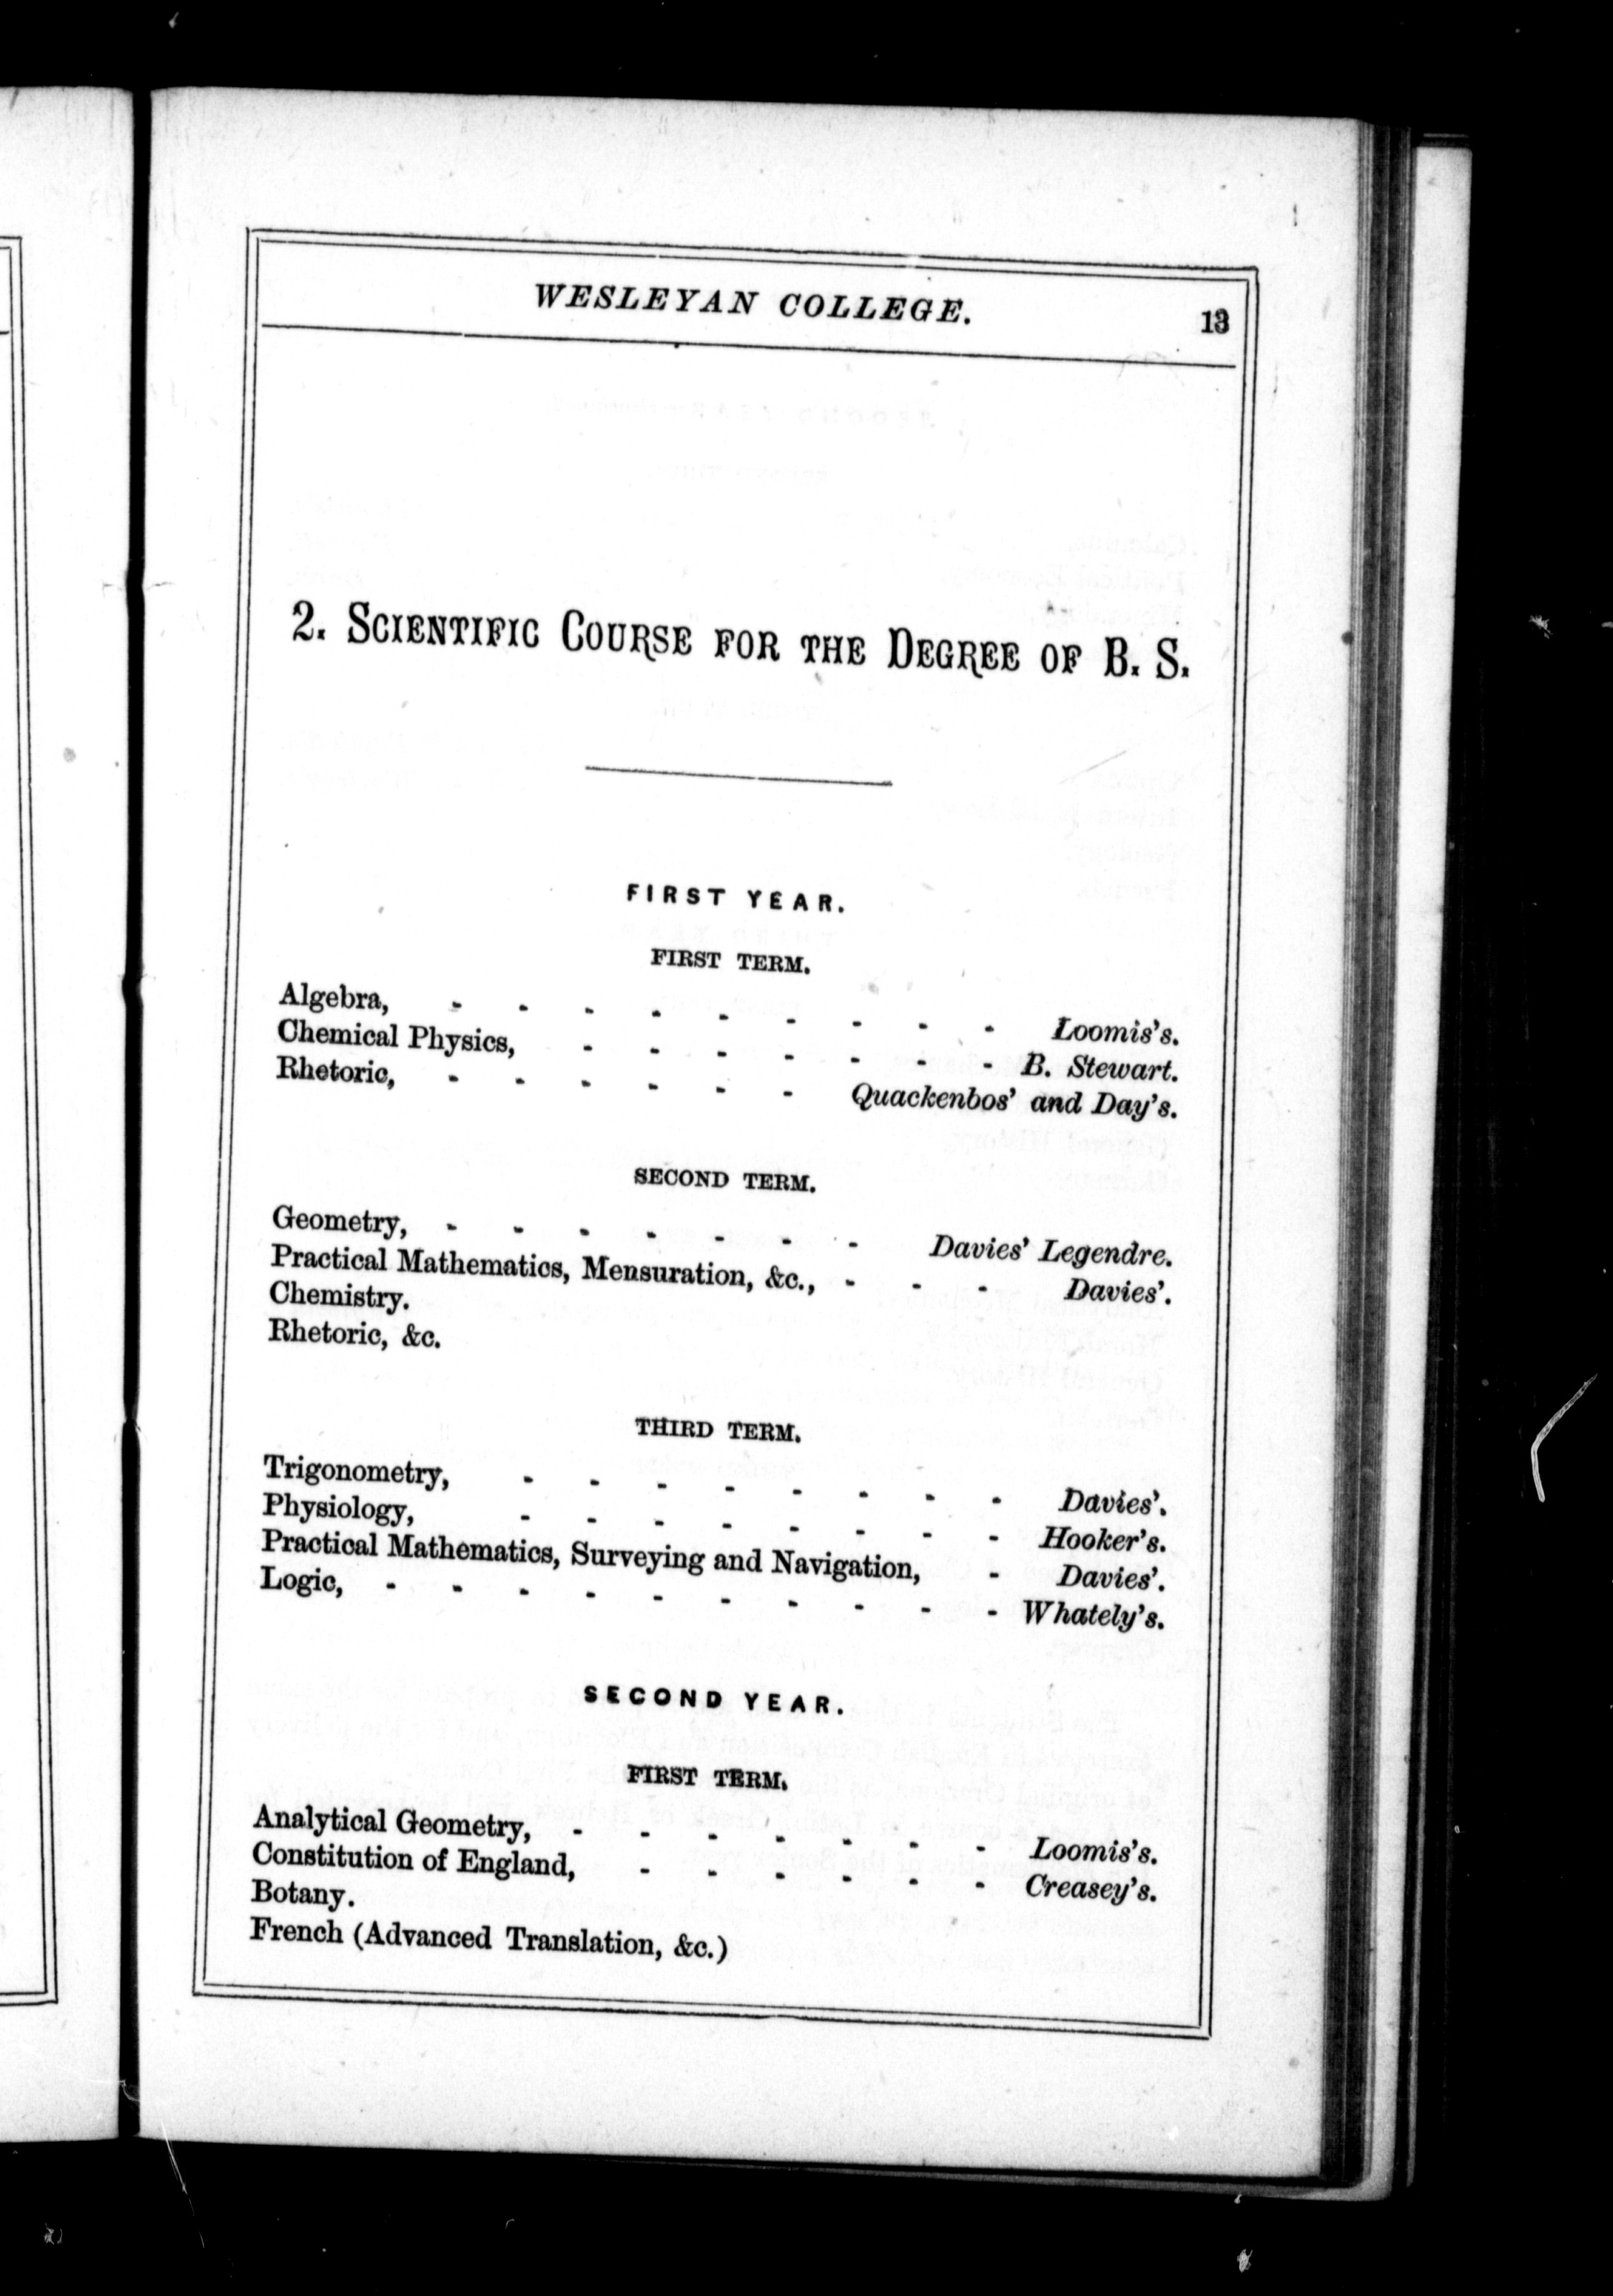 WESLEYAN COLLEGE. 13
2. SCIENTIFIC COURSE FOR THE DEGREE OF B. S.
FIRST YEAR.
FIRST TERM.
Algebra, - - - - - - - - - Loomis's.
Chemical Physics, - - - - - - - B. Stewart.
Rhetoric, - - - - - - Quackenbos' and Day's.
SECOND TERM.
Geometry, - - - - - - - Davies' Legendre.
Practical Mathematics, Mensuration, &c., - - - Davies'.
Chemistry.
Rhetoric, &c.
THIRD TERM.
Trigonometry, - - - - - - - - Davies'.
Physiology, - - - - - - - - Hooker's.
Practical Mathematics, Surveying and Navigation, - Davies'.
Logic, - - - - - - - - - - Whately's.
SECOND YEAR.
FIRST TERM.
Analytical Geometry, - - - - - - - Loomis's.
Constitution of England, - - - - - - Creasey's.
Botany.
French (Advanced Translation, &c.)